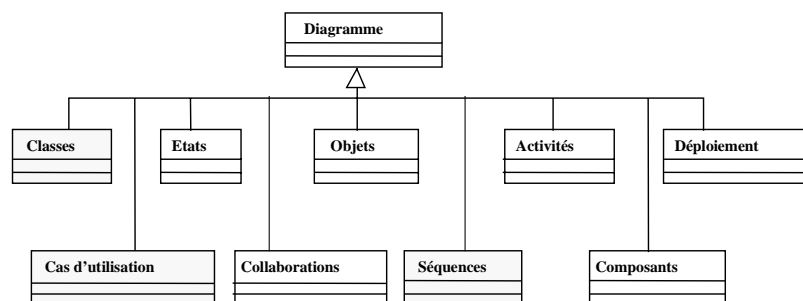 Diagramme
Classes
Etats
Objets
Activités
Déploiement
Cas d'utilisation
Collaborations
Séquences
Composants